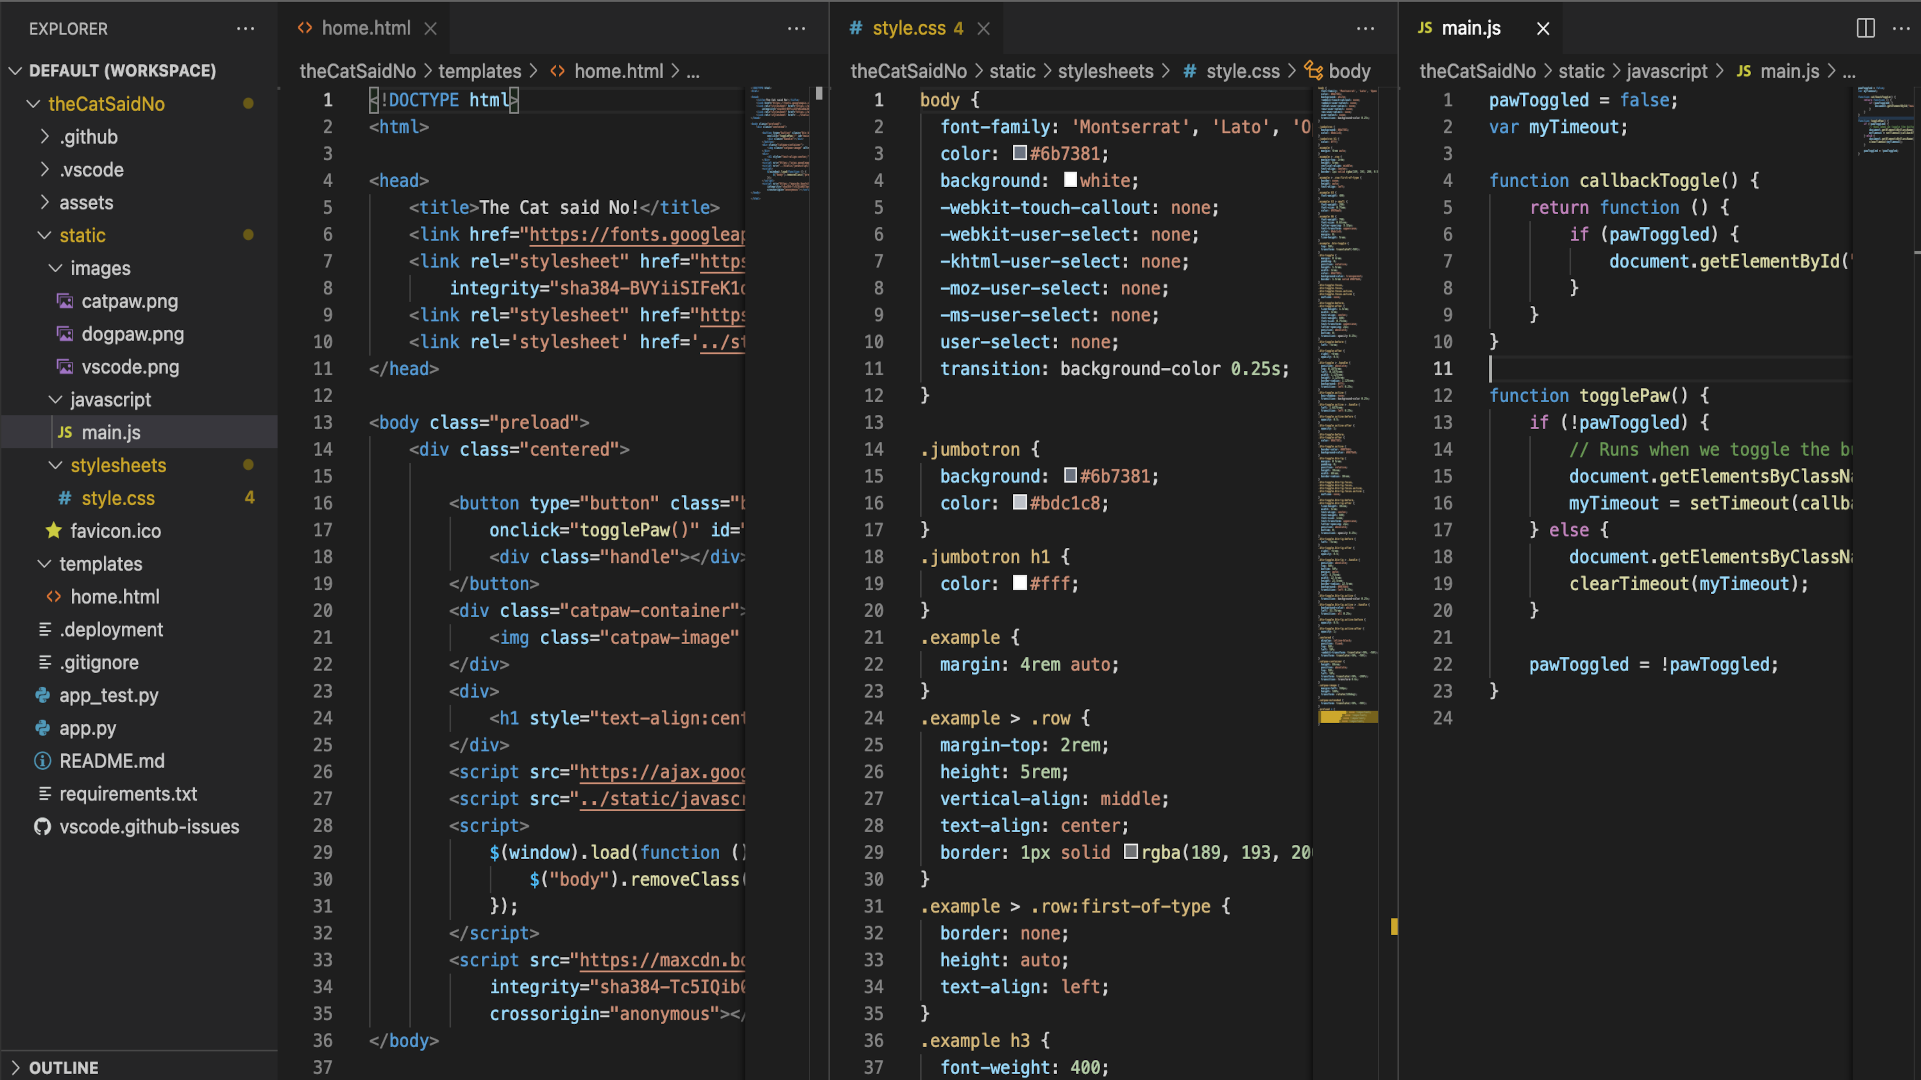 EXPLORER
DEFAULT (WORKSPACE)
theCatSaidNo
.github
.vscode
assets
static
images
catpaw.png
dogpaw.png
vscode.png
javascript
JS main.js
stylesheets
# style.css 4
favicon.ico
templates
<> home.html
.deployment
.gitignore
app_test.py
app.py
README.md
requirements.txt
vscode.github-issues
OUTLINE
<> home.html
theCatSaidNo > templates > <> home.html > ...
1 <!DOCTYPE html>
2 <html>
3
4 <head>
5 <title>The Cat said No!</title>
6 <link href="https://fonts.googleap
7 <link rel="stylesheet" href="https
8 integrity="sha384-BVYiiSIFeK1
9 <link rel="stylesheet" href="https
10 <link rel='stylesheet' href='../st
11 </head>
12
13 <body class="preload">
14 <div class="centered">
15
16 <button type="button" class="b
17 onclick="togglePaw()" id="
18 <div class="handle"></div>
19 </button>
20 <div class="catpaw-container">
21 <img class="catpaw-image"
22 </div>
23 <div>
24 <h1 style="text-align:cent
25 </div>
26 <script src="https://ajax.goog
27 <script src="../static/javascr
28 <script>
29 $(window).load(function ()
30 $("body").removeClass(
31 });
32 </script>
33 <script src="https://maxcdn.bo
34 integrity="sha384-Tc5IQib0
35 crossorigin="anonymous"></
36 </body>
37
# style.css 4
theCatSaidNo > static > stylesheets > # style.css > body
1 body {
2 font-family: 'Montserrat', 'Lato', 'O
3 color: #6b7381;
4 background: white;
5 -webkit-touch-callout: none;
6 -webkit-user-select: none;
7 -khtml-user-select: none;
8 -moz-user-select: none;
9 -ms-user-select: none;
10 user-select: none;
11 transition: background-color 0.25s;
12 }
13
14 .jumbotron {
15 background: #6b7381;
16 color: #bdc1c8;
17 }
18 .jumbotron h1 {
19 color: #fff;
20 }
21 .example {
22 margin: 4rem auto;
23 }
24 .example > .row {
25 margin-top: 2rem;
26 height: 5rem;
27 vertical-align: middle;
28 text-align: center;
29 border: 1px solid rgba(189, 193, 20
30 }
31 .example > .row:first-of-type {
32 border: none;
33 height: auto;
34 text-align: left;
35 }
36 .example h3 {
37 font-weight: 400;
JS main.js
theCatSaidNo > static > javascript > JS main.js > ...
1 pawToggled = false;
2 var myTimeout;
3
4 function callbackToggle() {
5 return function () {
6 if (pawToggled) {
7 document.getElementById("
8 }
9 }
10 }
11
12 function togglePaw() {
13 if (!pawToggled) {
14 // Runs when we toggle the bu
15 document.getElementsByClassNa
16 myTimeout = setTimeout(callba
17 } else {
18 document.getElementsByClassNa
19 clearTimeout(myTimeout);
20 }
21
22 pawToggled = !pawToggled;
23 }
24